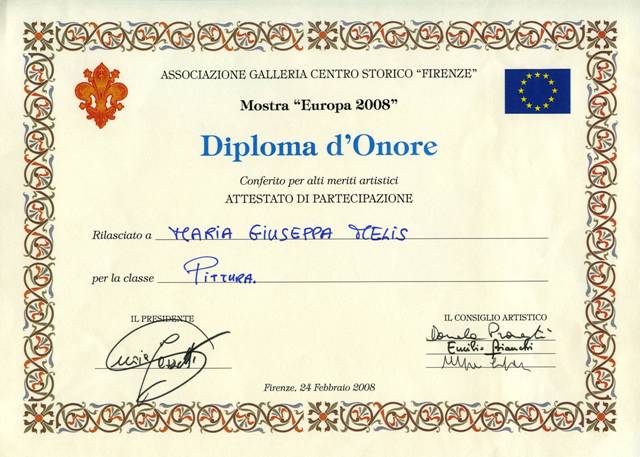 ASSOCIAZIONE GALLERIA CENTRO STORICO "FIRENZE"
Mostra "Europa 2008"
Diploma d'Onore
Conferito per alti meriti artistici
ATTESTATO DI PARTECIPAZIONE
Rilasciato a MARIA GIUSEPPA MELIS
per la classe PITTURA.
IL PRESIDENTE
IL CONSIGLIO ARTISTICO
Emilia Bianchi
Firenze, 24 Febbraio 2008